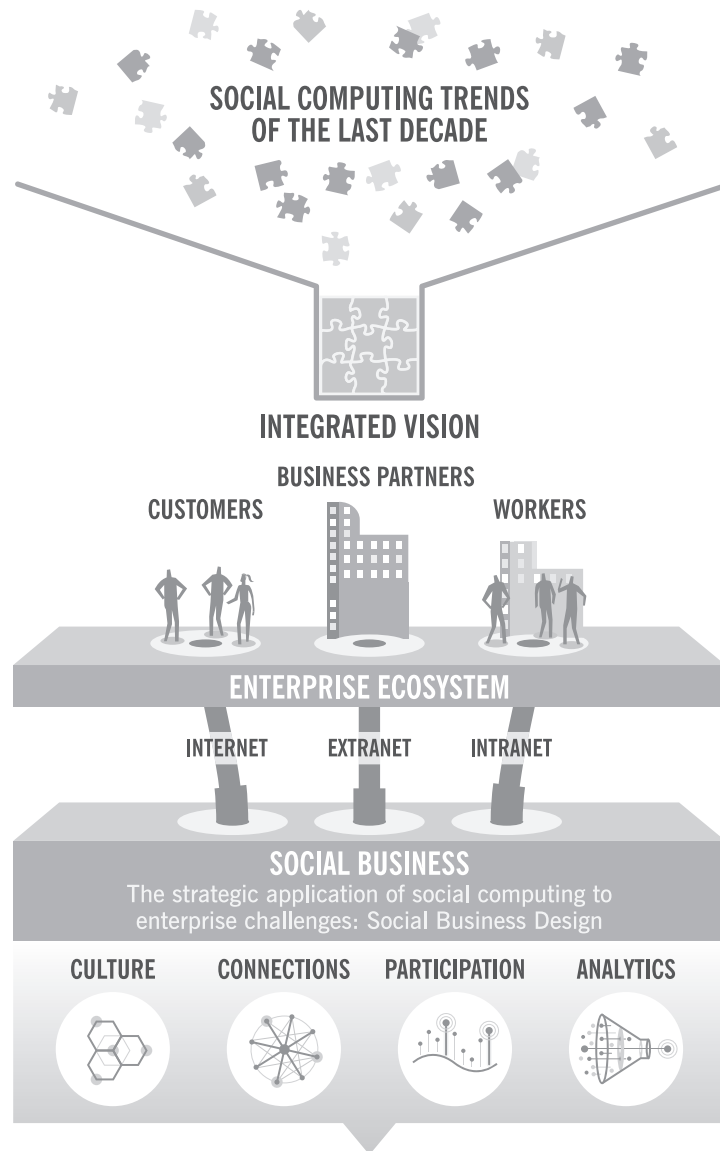 SOCIAL COMPUTING TRENDS
OF THE LAST DECADE
INTEGRATED VISION
BUSINESS PARTNERS
CUSTOMERS
WORKERS
ENTERPRISE ECOSYSTEM
INTERNET
EXTRANET
INTRANET
SOCIAL BUSINESS
The strategic application of social computing to
enterprise challenges: Social Business Design
CULTURE
CONNECTIONS
PARTICIPATION
ANALYTICS